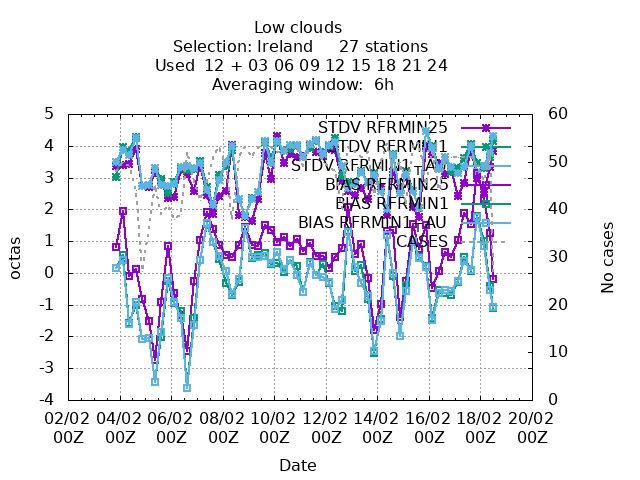 Low clouds
Selection: Ireland 27 stations
Used 12 + 03 06 09 12 15 18 21 24
Averaging window: 6h
5
4
3
2
1
0
-1
-2
-3
-4
octas
60
50
40
30
20
10
0
No cases
STDV RFRMIN25
STDV RFRMIN1
STDV RFRMIN1+AU
BIAS RFRMIN25
BIAS RFRMIN1
BIAS RFRMIN1+AU
CASES
02/02 04/02 06/02 08/02 10/02 12/02 14/02 16/02 18/02 20/02
00Z 00Z 00Z 00Z 00Z 00Z 00Z 00Z 00Z 00Z
Date